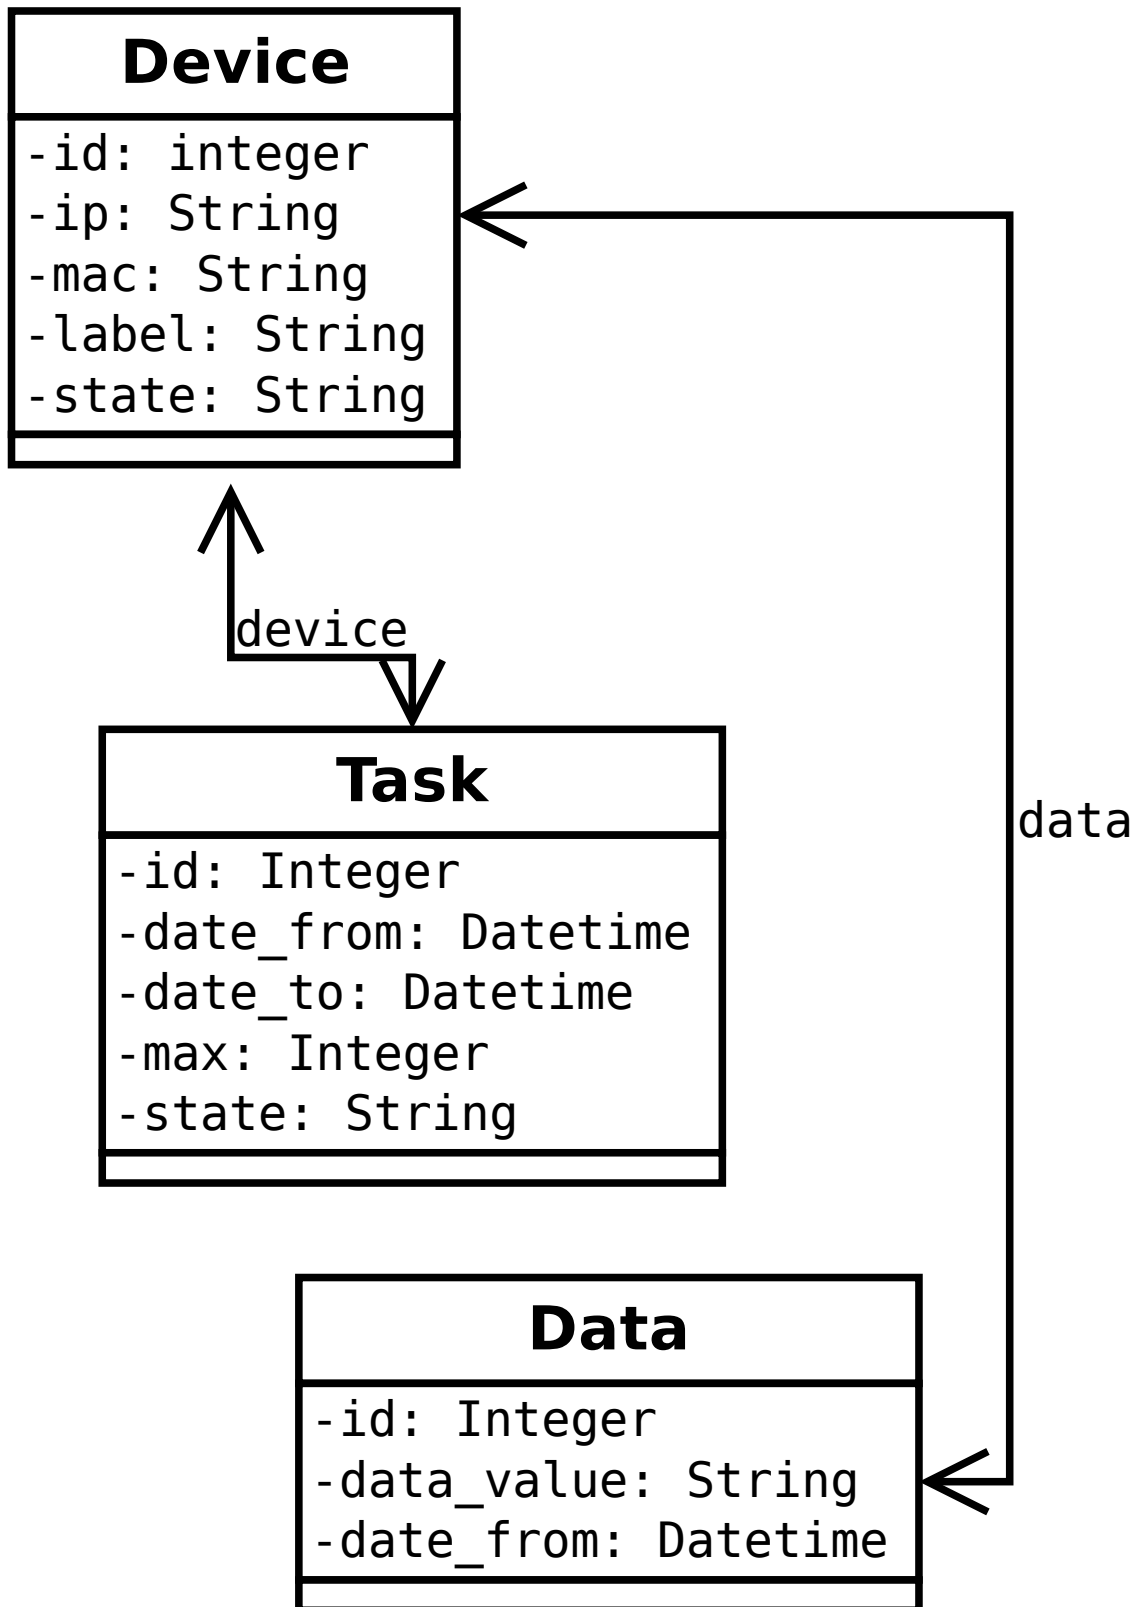 Device
-id: integer
-ip: String
-mac: String
-label: String
-state: String
device
Task
-id: Integer
-date_from: Datetime
-date_to: Datetime
-max: Integer
-state: String
data
Data
-id: Integer
-data_value: String
-date_from: Datetime